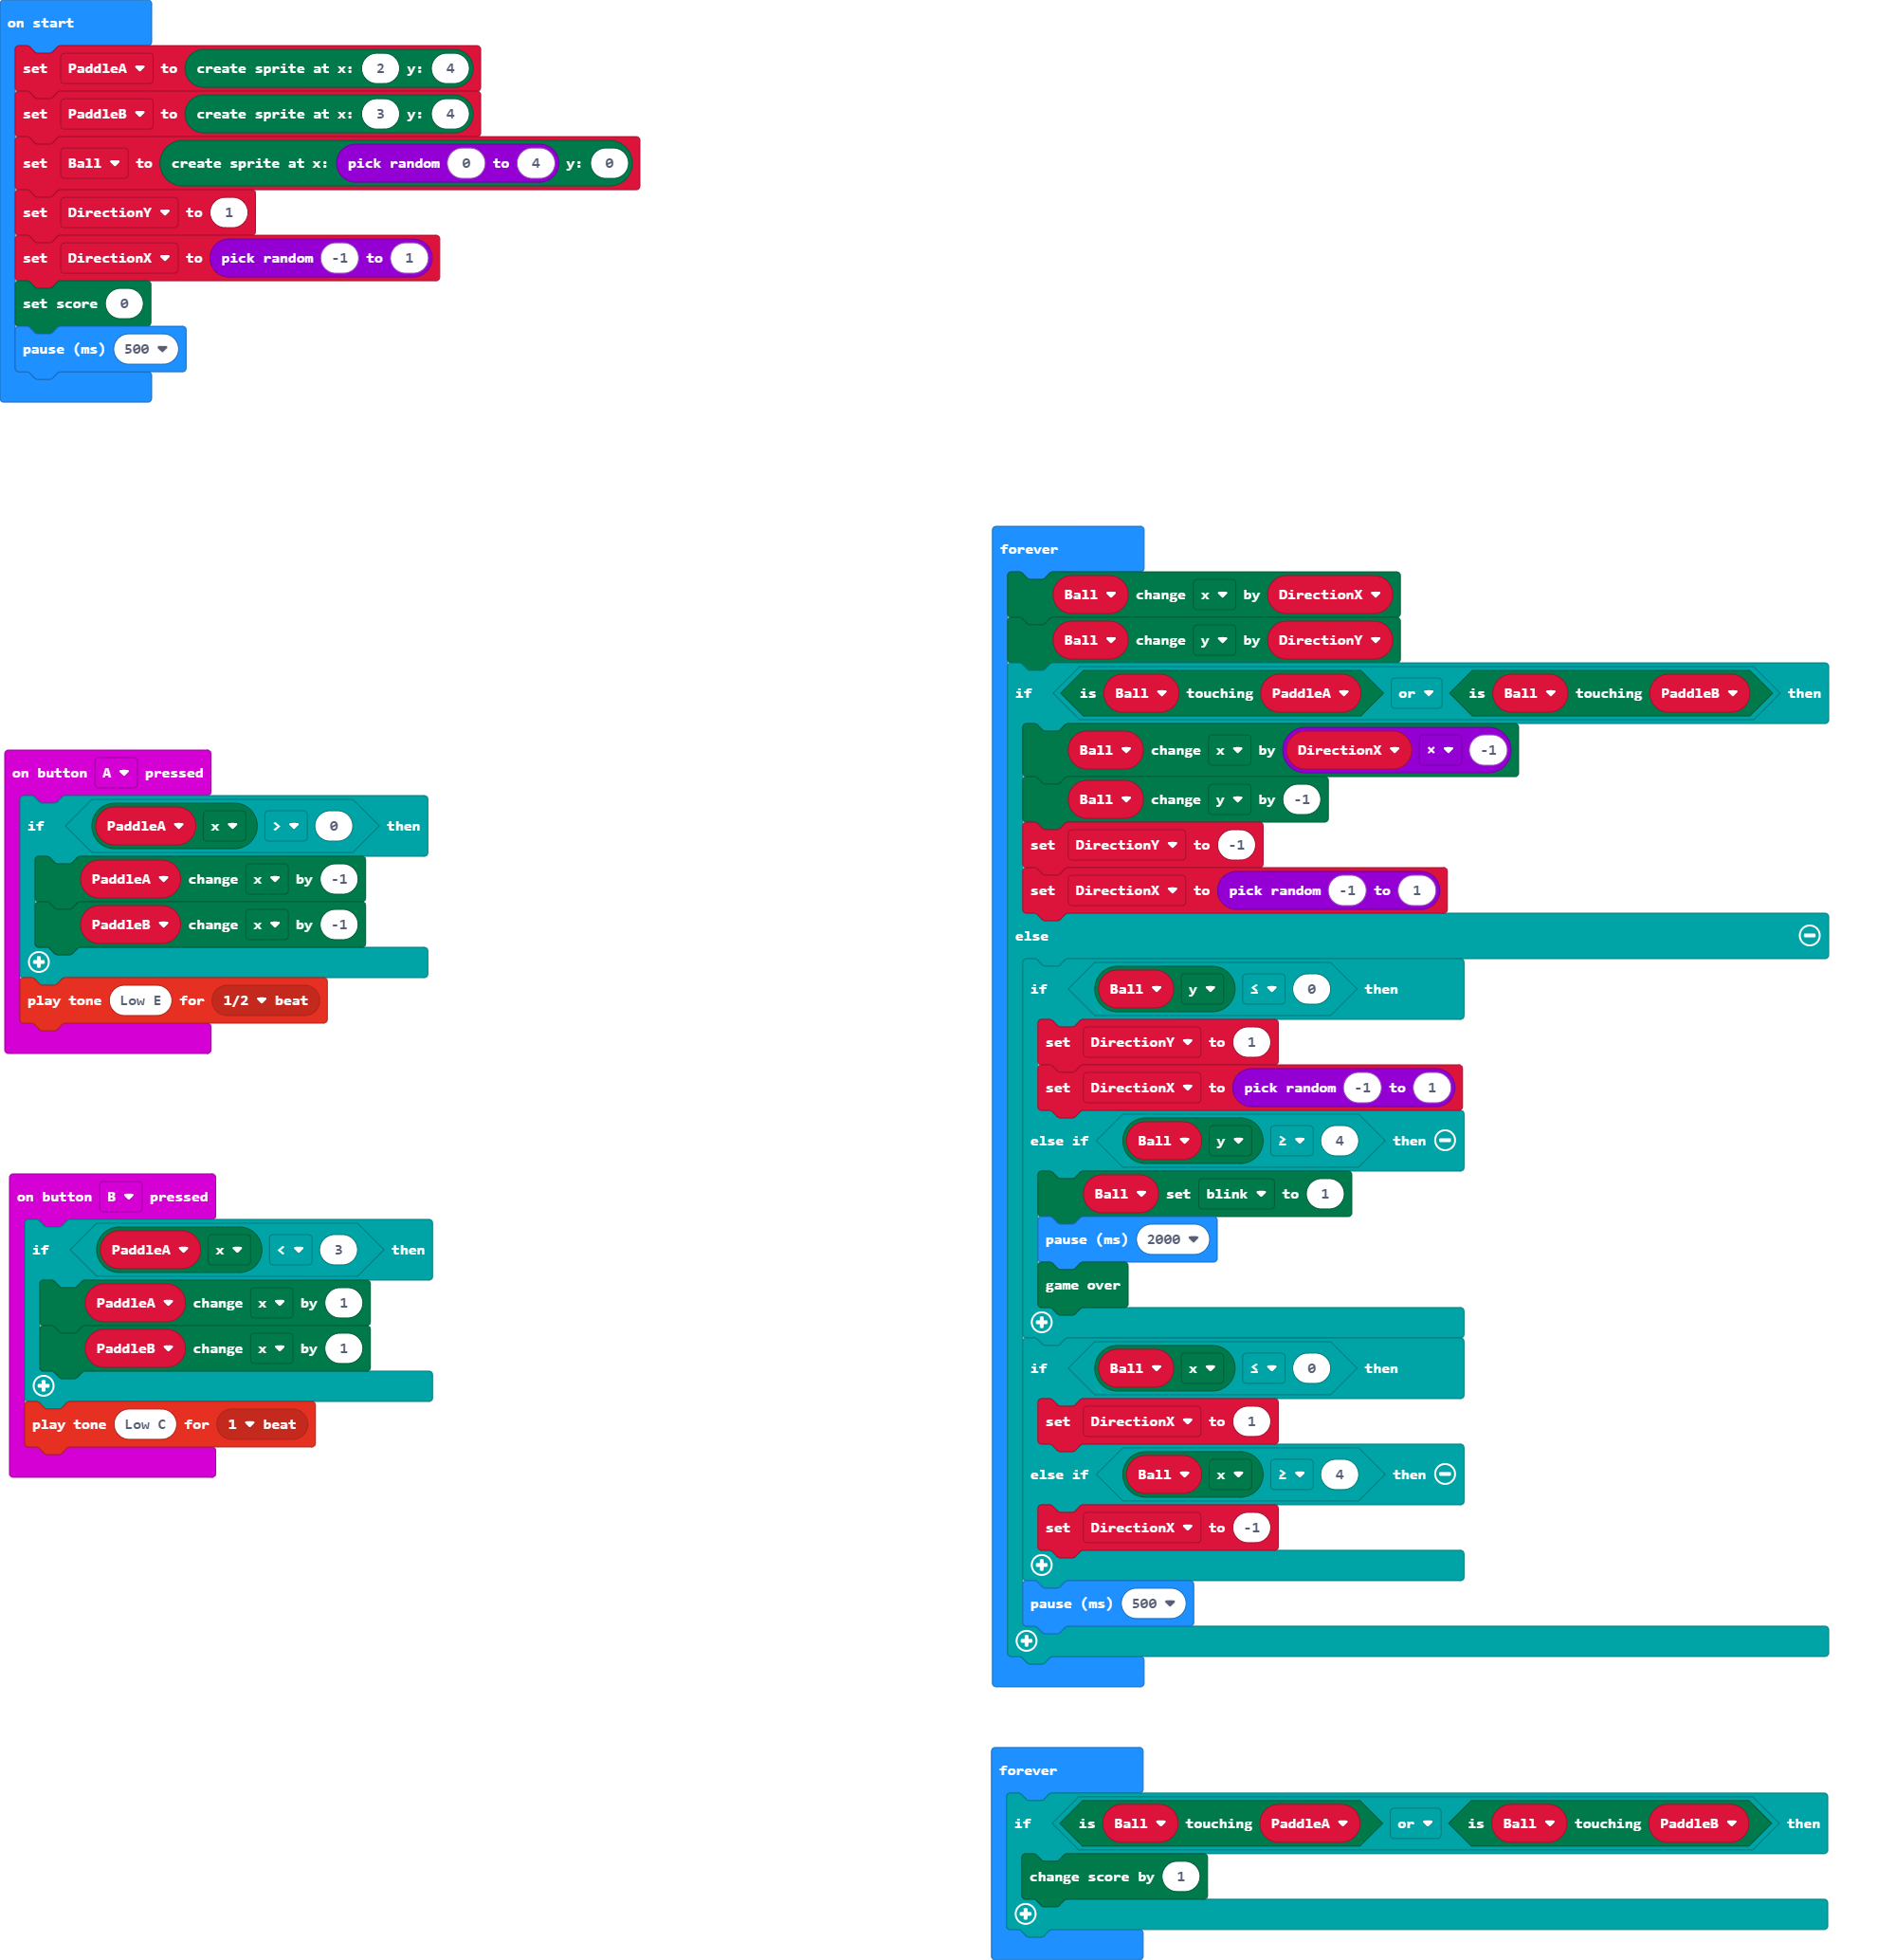 on start
set PaddleA to create sprite at x: 2 y: 4
set PaddleB to create sprite at x: 3 y: 4
set Ball to create sprite at x: pick random 0 to 4 y: 0
set DirectionY to 1
set DirectionX to pick random -1 to 1
set score 0
pause (ms) 500
on button A pressed
if PaddleA x > 0 then
PaddleA change x by -1
PaddleB change x by -1
play tone Low E for 1/2 beat
on button B pressed
if PaddleA x < 3 then
PaddleA change x by 1
PaddleB change x by 1
play tone Low C for 1 beat
forever
Ball change x by DirectionX
Ball change y by DirectionY
if is Ball touching PaddleA or is Ball touching PaddleB then
Ball change x by DirectionX × -1
Ball change y by -1
set DirectionY to -1
set DirectionX to pick random -1 to 1
else
if Ball y ≤ 0 then
set DirectionY to 1
set DirectionX to pick random -1 to 1
else if Ball y ≥ 4 then
Ball set blink to 1
pause (ms) 2000
game over
if Ball x ≤ 0 then
set DirectionX to 1
else if Ball x ≥ 4 then
set DirectionX to -1
pause (ms) 500
forever
if is Ball touching PaddleA or is Ball touching PaddleB then
change score by 1